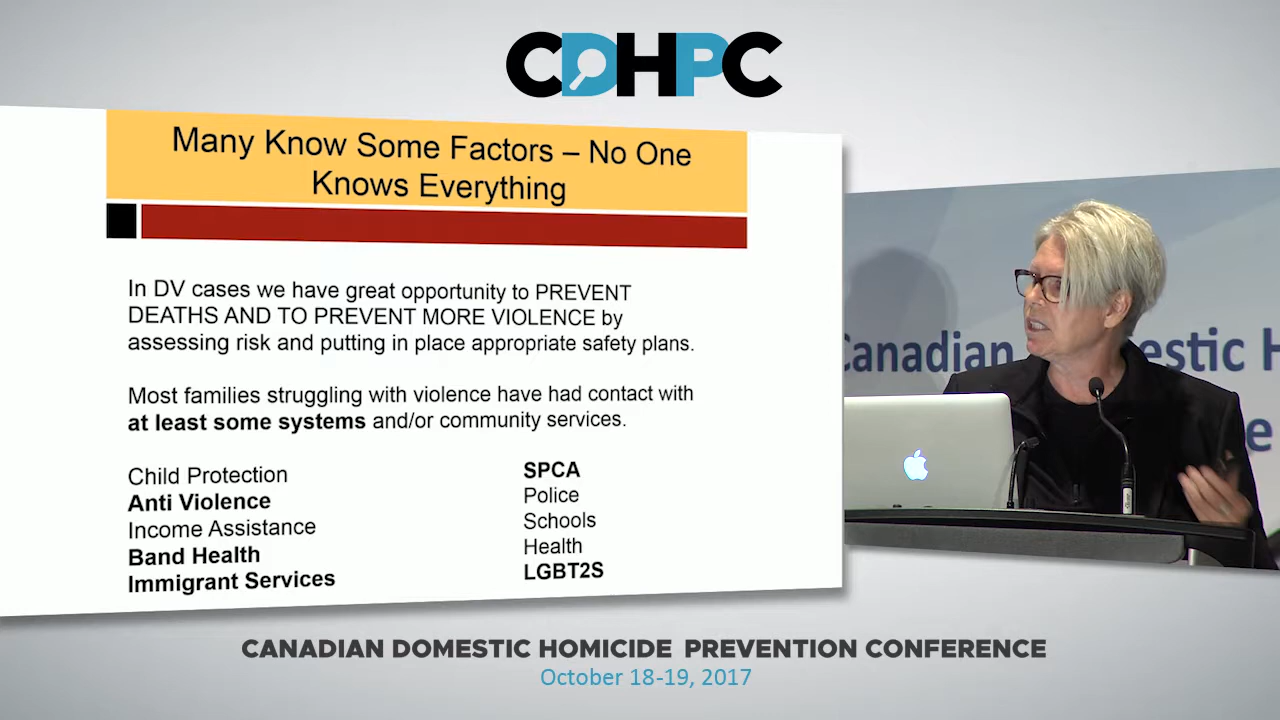 CDHPC
Many Know Some Factors – No One
Knows Everything
In DV cases we have great opportunity to PREVENT
DEATHS AND TO PREVENT MORE VIOLENCE by
assessing risk and putting in place appropriate safety plans.
Most families struggling with violence have had contact with
at least some systems and/or community services.
Child Protection
Anti Violence
Income Assistance
Band Health
Immigrant Services
SPCA
Police
Schools
Health
LGBT2S
Canadian
estic H
e
CANADIAN DOMESTIC HOMICIDE PREVENTION CONFERENCE
October 18-19, 2017